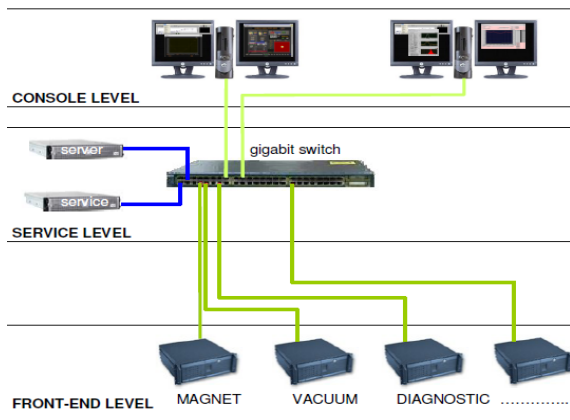 CONSOLE LEVEL
gigabit switch
server
service
SERVICE LEVEL
FRONT-END LEVEL MAGNET VACUUM DIAGNOSTIC ...............